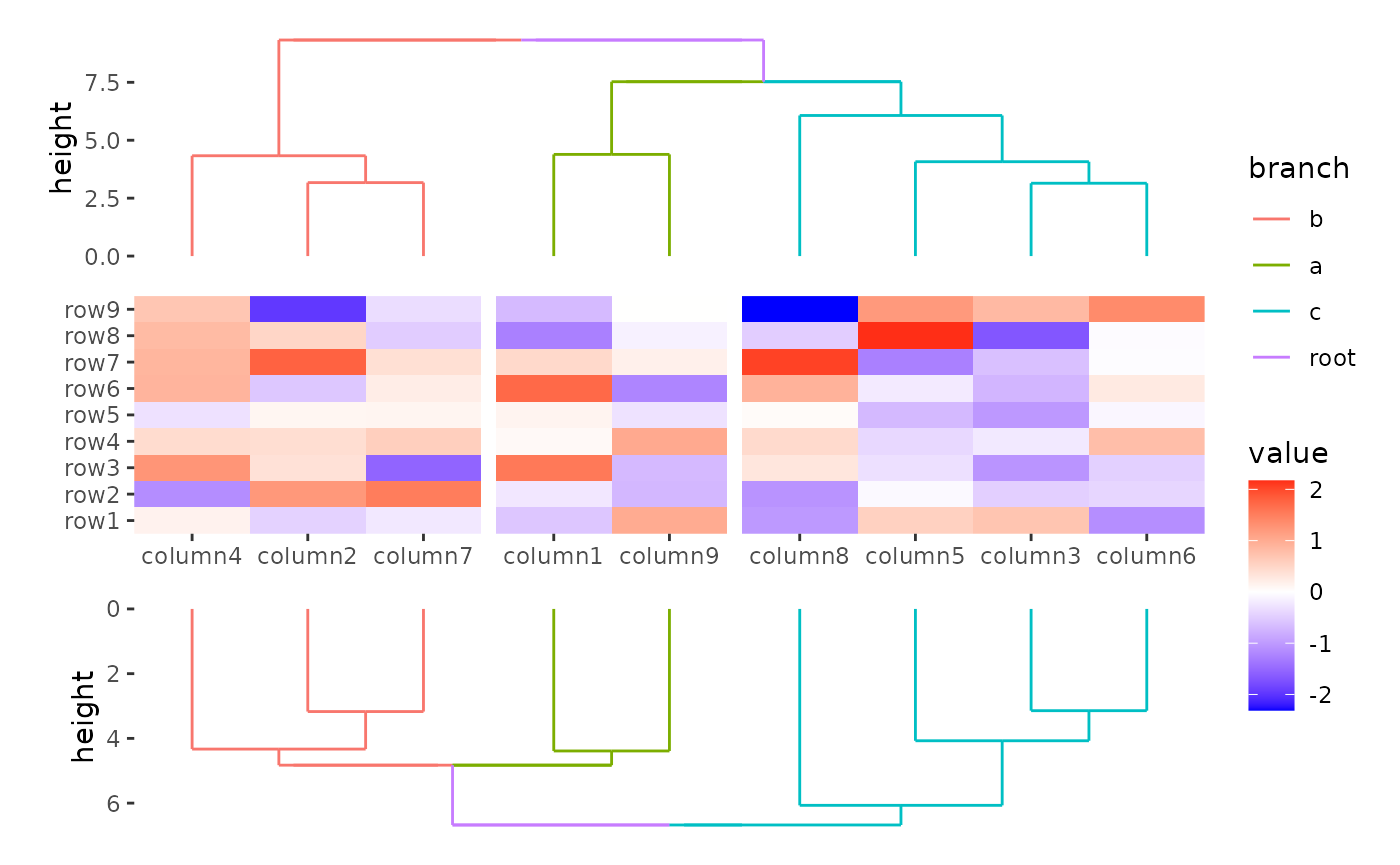 height
7.5
5.0
2.5
0.0
branch
b
a
c
root
row9
row8
row7
row6
row5
row4
row3
row2
row1
column4 column2 column7 column1 column9 column8 column5 column3 column6
value
2
1
0
-1
-2
height
0
2
4
6